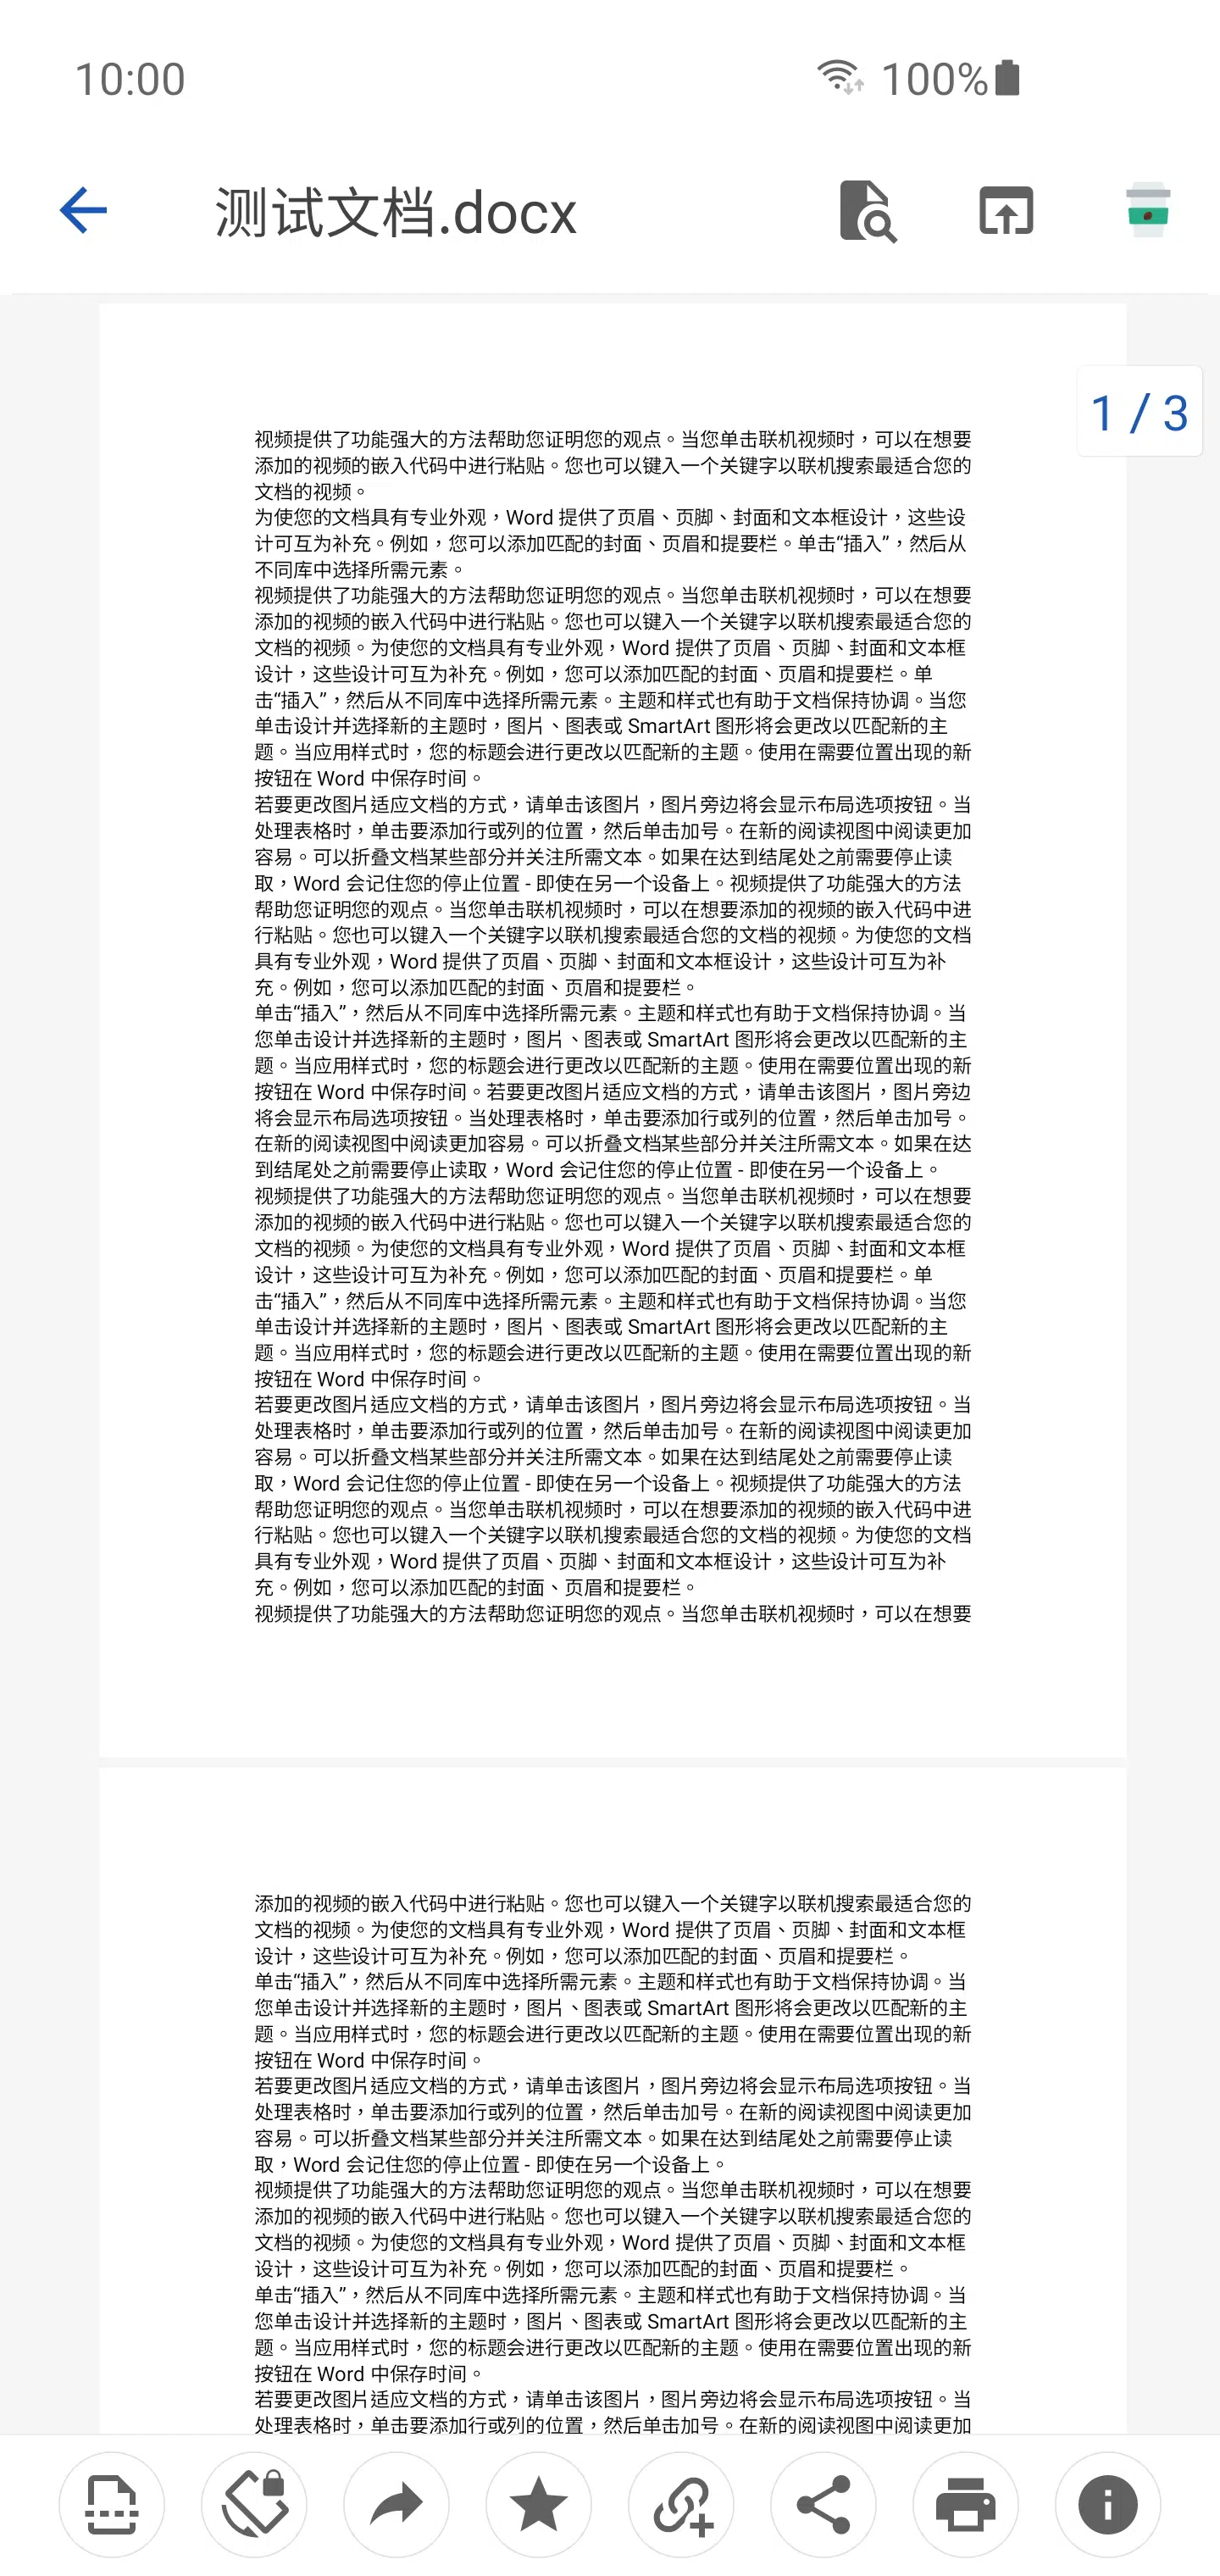 10:00
100%
测试文档.docx
1 / 3
视频提供了功能强大的方法帮助您证明您的观点。当您单击联机视频时，可以在想要
添加的视频的嵌入代码中进行粘贴。您也可以键入一个关键字以联机搜索最适合您的
文档的视频。
为使您的文档具有专业外观，Word 提供了页眉、页脚、封面和文本框设计，这些设
计可互为补充。例如，您可以添加匹配的封面、页眉和提要栏。单击“插入”，然后从
不同库中选择所需元素。
视频提供了功能强大的方法帮助您证明您的观点。当您单击联机视频时，可以在想要
添加的视频的嵌入代码中进行粘贴。您也可以键入一个关键字以联机搜索最适合您的
文档的视频。为使您的文档具有专业外观，Word 提供了页眉、页脚、封面和文本框
设计，这些设计可互为补充。例如，您可以添加匹配的封面、页眉和提要栏。单
击“插入”，然后从不同库中选择所需元素。主题和样式也有助于文档保持协调。当您
单击设计并选择新的主题时，图片、图表或 SmartArt 图形将会更改以匹配新的主
题。当应用样式时，您的标题会进行更改以匹配新的主题。使用在需要位置出现的新
按钮在 Word 中保存时间。
若要更改图片适应文档的方式，请单击该图片，图片旁边将会显示布局选项按钮。当
处理表格时，单击要添加行或列的位置，然后单击加号。在新的阅读视图中阅读更加
容易。可以折叠文档某些部分并关注所需文本。如果在达到结尾处之前需要停止读
取，Word 会记住您的停止位置 - 即使在另一个设备上。视频提供了功能强大的方法
帮助您证明您的观点。当您单击联机视频时，可以在想要添加的视频的嵌入代码中进
行粘贴。您也可以键入一个关键字以联机搜索最适合您的文档的视频。为使您的文档
具有专业外观，Word 提供了页眉、页脚、封面和文本框设计，这些设计可互为补
充。例如，您可以添加匹配的封面、页眉和提要栏。
单击“插入”，然后从不同库中选择所需元素。主题和样式也有助于文档保持协调。当
您单击设计并选择新的主题时，图片、图表或 SmartArt 图形将会更改以匹配新的主
题。当应用样式时，您的标题会进行更改以匹配新的主题。使用在需要位置出现的新
按钮在 Word 中保存时间。若要更改图片适应文档的方式，请单击该图片，图片旁边
将会显示布局选项按钮。当处理表格时，单击要添加行或列的位置，然后单击加号。
在新的阅读视图中阅读更加容易。可以折叠文档某些部分并关注所需文本。如果在达
到结尾处之前需要停止读取，Word 会记住您的停止位置 - 即使在另一个设备上。
视频提供了功能强大的方法帮助您证明您的观点。当您单击联机视频时，可以在想要
添加的视频的嵌入代码中进行粘贴。您也可以键入一个关键字以联机搜索最适合您的
文档的视频。为使您的文档具有专业外观，Word 提供了页眉、页脚、封面和文本框
设计，这些设计可互为补充。例如，您可以添加匹配的封面、页眉和提要栏。单
击“插入”，然后从不同库中选择所需元素。主题和样式也有助于文档保持协调。当您
单击设计并选择新的主题时，图片、图表或 SmartArt 图形将会更改以匹配新的主
题。当应用样式时，您的标题会进行更改以匹配新的主题。使用在需要位置出现的新
按钮在 Word 中保存时间。
若要更改图片适应文档的方式，请单击该图片，图片旁边将会显示布局选项按钮。当
处理表格时，单击要添加行或列的位置，然后单击加号。在新的阅读视图中阅读更加
容易。可以折叠文档某些部分并关注所需文本。如果在达到结尾处之前需要停止读
取，Word 会记住您的停止位置 - 即使在另一个设备上。视频提供了功能强大的方法
帮助您证明您的观点。当您单击联机视频时，可以在想要添加的视频的嵌入代码中进
行粘贴。您也可以键入一个关键字以联机搜索最适合您的文档的视频。为使您的文档
具有专业外观，Word 提供了页眉、页脚、封面和文本框设计，这些设计可互为补
充。例如，您可以添加匹配的封面、页眉和提要栏。
视频提供了功能强大的方法帮助您证明您的观点。当您单击联机视频时，可以在想要
添加的视频的嵌入代码中进行粘贴。您也可以键入一个关键字以联机搜索最适合您的
文档的视频。为使您的文档具有专业外观，Word 提供了页眉、页脚、封面和文本框
设计，这些设计可互为补充。例如，您可以添加匹配的封面、页眉和提要栏。
单击“插入”，然后从不同库中选择所需元素。主题和样式也有助于文档保持协调。当
您单击设计并选择新的主题时，图片、图表或 SmartArt 图形将会更改以匹配新的主
题。当应用样式时，您的标题会进行更改以匹配新的主题。使用在需要位置出现的新
按钮在 Word 中保存时间。
若要更改图片适应文档的方式，请单击该图片，图片旁边将会显示布局选项按钮。当
处理表格时，单击要添加行或列的位置，然后单击加号。在新的阅读视图中阅读更加
容易。可以折叠文档某些部分并关注所需文本。如果在达到结尾处之前需要停止读
取，Word 会记住您的停止位置 - 即使在另一个设备上。
视频提供了功能强大的方法帮助您证明您的观点。当您单击联机视频时，可以在想要
添加的视频的嵌入代码中进行粘贴。您也可以键入一个关键字以联机搜索最适合您的
文档的视频。为使您的文档具有专业外观，Word 提供了页眉、页脚、封面和文本框
设计，这些设计可互为补充。例如，您可以添加匹配的封面、页眉和提要栏。
单击“插入”，然后从不同库中选择所需元素。主题和样式也有助于文档保持协调。当
您单击设计并选择新的主题时，图片、图表或 SmartArt 图形将会更改以匹配新的主
题。当应用样式时，您的标题会进行更改以匹配新的主题。使用在需要位置出现的新
按钮在 Word 中保存时间。
若要更改图片适应文档的方式，请单击该图片，图片旁边将会显示布局选项按钮。当
处理表格时，单击要添加行或列的位置，然后单击加号。在新的阅读视图中阅读更加